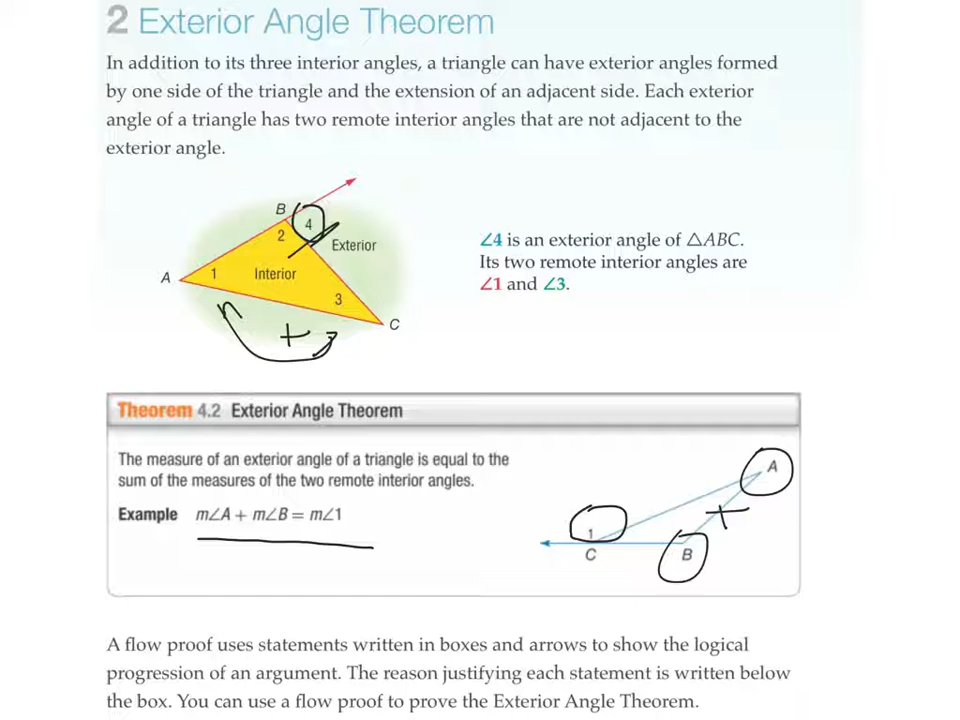 2 Exterior Angle Theorem
In addition to its three interior angles, a triangle can have exterior angles formed
by one side of the triangle and the extension of an adjacent side. Each exterior
angle of a triangle has two remote interior angles that are not adjacent to the
exterior angle.
B
4
2
Exterior
A
1
Interior
3
C
+
∠4 is an exterior angle of △ABC.
Its two remote interior angles are
∠1 and ∠3.
Theorem 4.2 Exterior Angle Theorem
The measure of an exterior angle of a triangle is equal to the
sum of the measures of the two remote interior angles.
Example m∠A + m∠B = m∠1
A
+
1
C
B
A flow proof uses statements written in boxes and arrows to show the logical
progression of an argument. The reason justifying each statement is written below
the box. You can use a flow proof to prove the Exterior Angle Theorem.